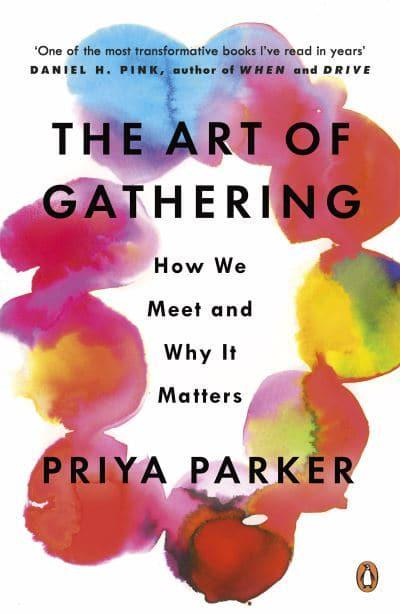 ‘One of the most transformative books I’ve read in years’
DANIEL H. PINK, author of WHEN and DRIVE
THE ART OF
GATHERING
How We
Meet and
Why It
Matters
PRIYA PARKER